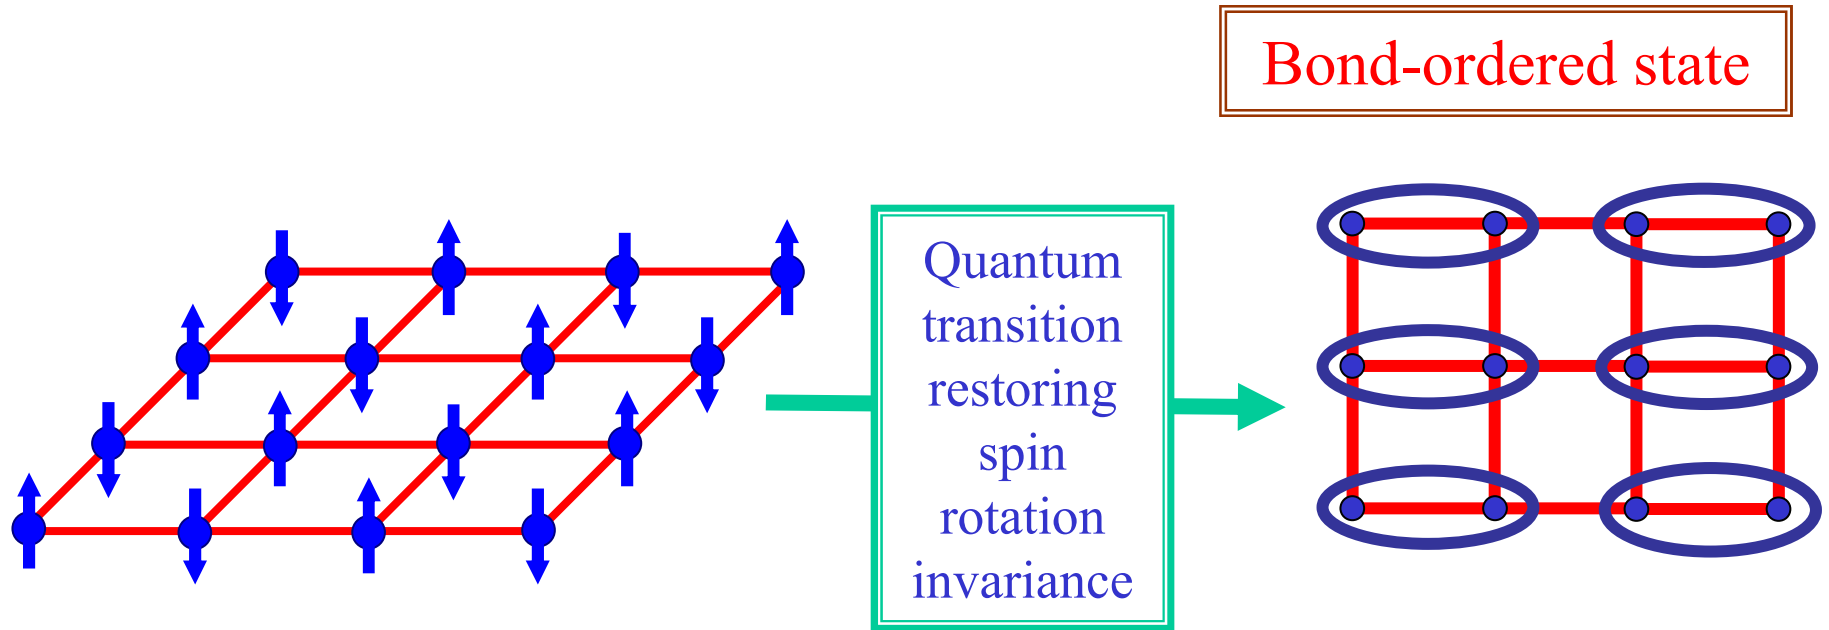 Bond-ordered state
Quantum
transition
restoring
spin
rotation
invariance